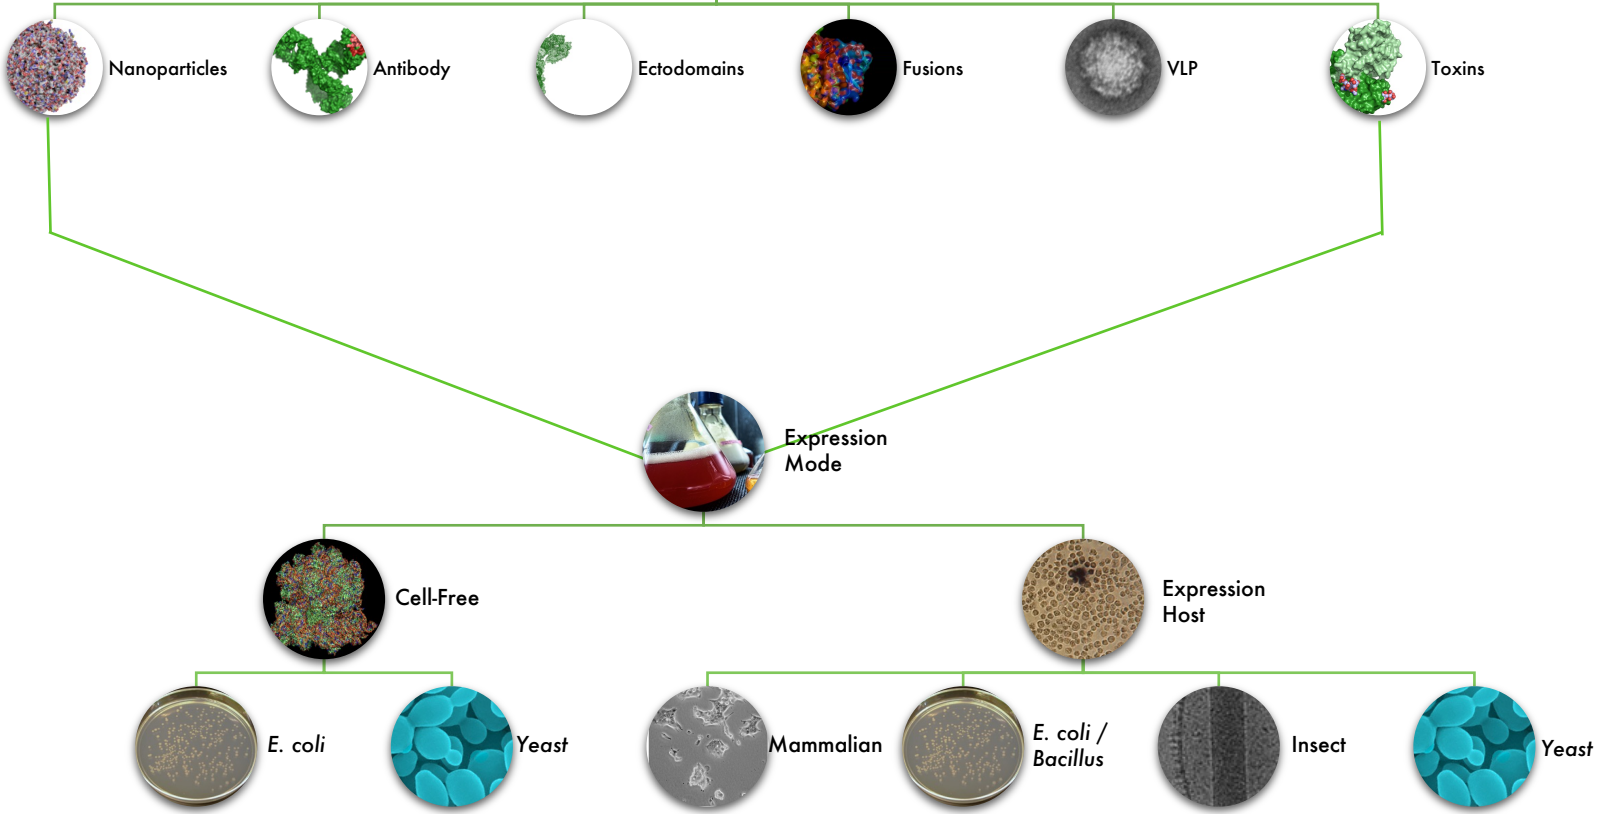 Nanoparticles
Antibody
Ectodomains
Fusions
VLP
Toxins
Expression
Mode
Cell-Free
Expression
Host
E. coli
Yeast
Mammalian
E. coli /
Bacillus
Insect
Yeast